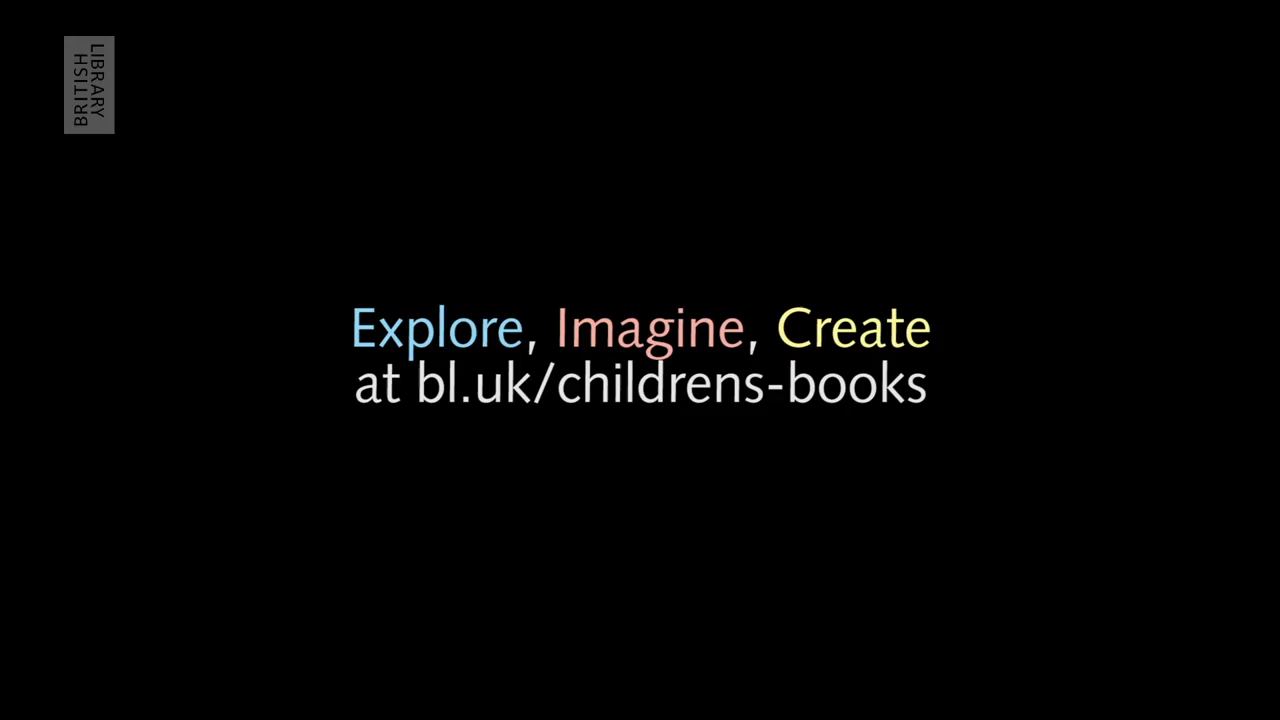 BRITISH
LIBRARY
Explore, Imagine, Create
at bl.uk/childrens-books